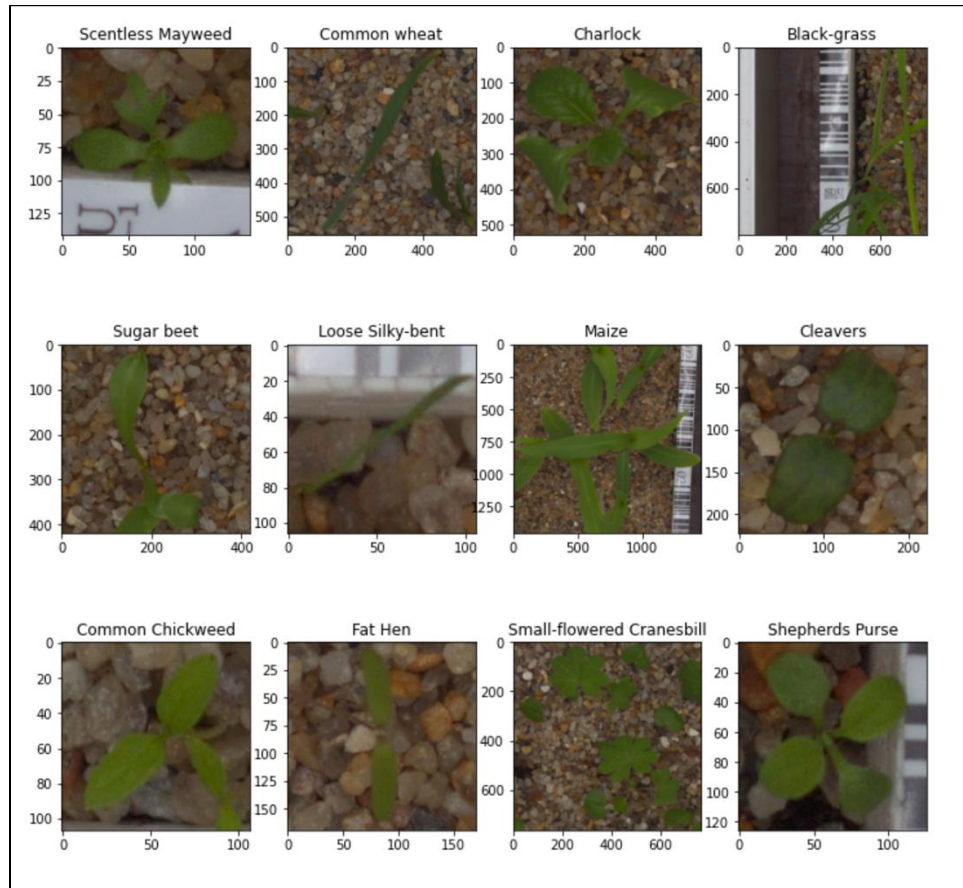 Scentless Mayweed
0
25
50
75
100
125
U
0 50 100
Common wheat
0
100
200
300
400
500
0 200 400
Charlock
0
100
200
300
400
500
0 200 400
Black-grass
0
200
400
600
SDU
0 200 400 600
Sugar beet
0
100
200
300
400
0 200 400
Loose Silky-bent
0
20
40
60
80
100
0 50 100
Maize
0
250
500
750
1000
1250
0 500 1000
Cleavers
0
50
100
150
200
0 100 200
Common Chickweed
0
20
40
60
80
100
0 50 100
Fat Hen
0
25
50
75
100
125
150
0 50 100 150
Small-flowered Cranesbill
0
200
400
600
0 200 400 600
Shepherds Purse
0
20
40
60
80
100
120
0 50 100